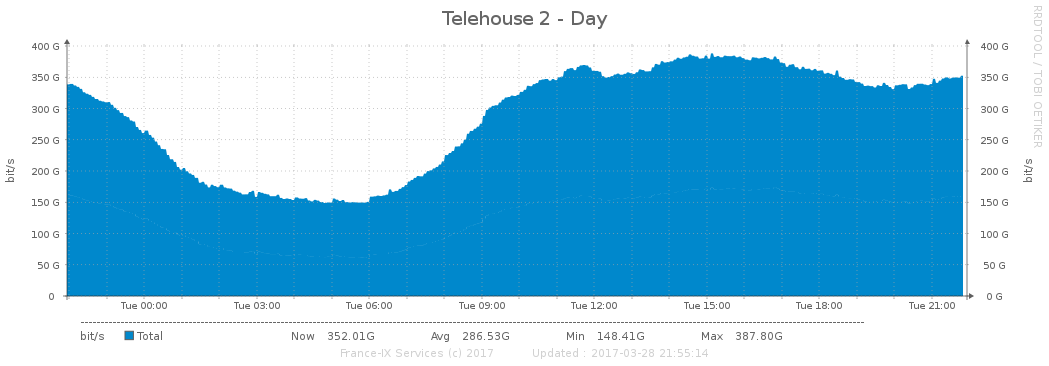 Telehouse 2 - Day
RRDTOOL / TOBI OETIKER
400 G 400 G
350 G 350 G
300 G 300 G
250 G 250 G
200 G 200 G
150 G 150 G
100 G 100 G
50 G 50 G
0 0 G
bit/s bit/s
Tue 00:00 Tue 03:00 Tue 06:00 Tue 09:00 Tue 12:00 Tue 15:00 Tue 18:00 Tue 21:00
bit/s Total Now 352.01G Avg 286.53G Min 148.41G Max 387.80G
France-IX Services (c) 2017 Updated : 2017-03-28 21:55:14